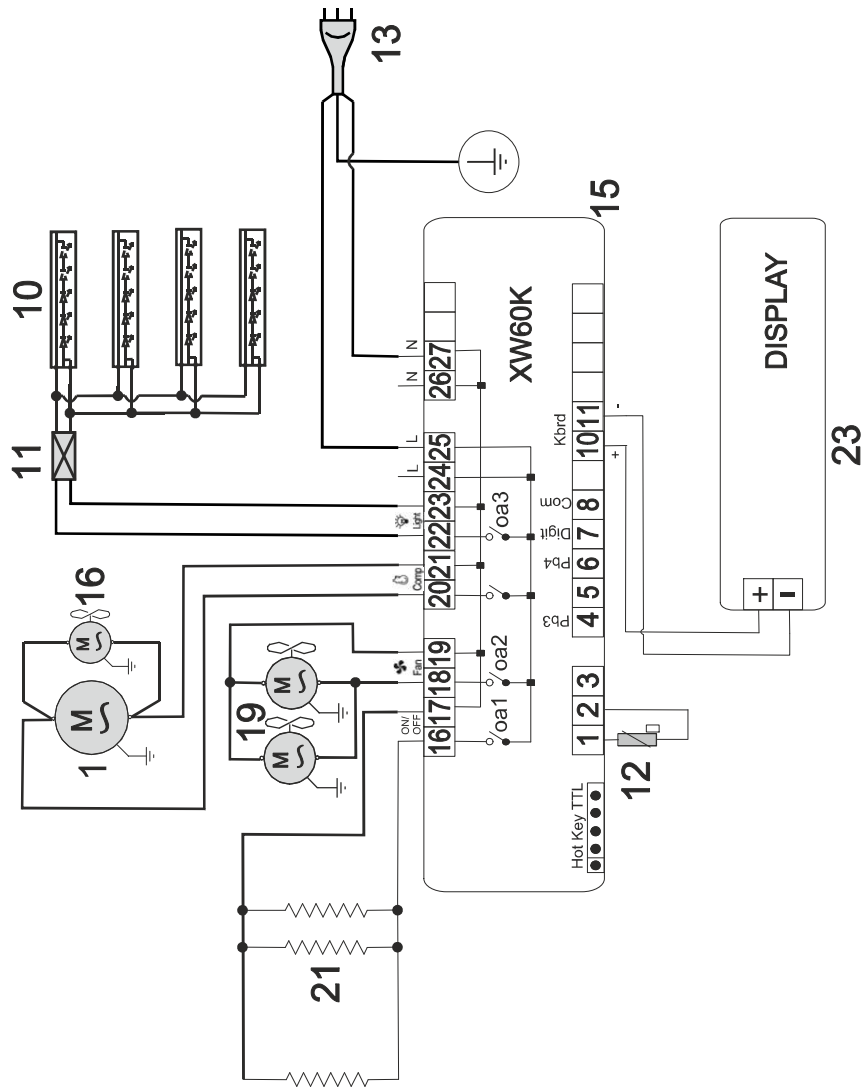 11 10
M M
1 16
19
M M
21
13
ON/OFF Fan Comp Light L L N N
16 17 18 19 20 21 22 23 24 25 26 27
oa1 oa2 oa3
XW60K
Kbrd
Pb3 Pb4 Digit Com
Hot Key TTL
1 2 3 4 5 6 7 8 10 11
15
+ -
12
+ -
DISPLAY
23